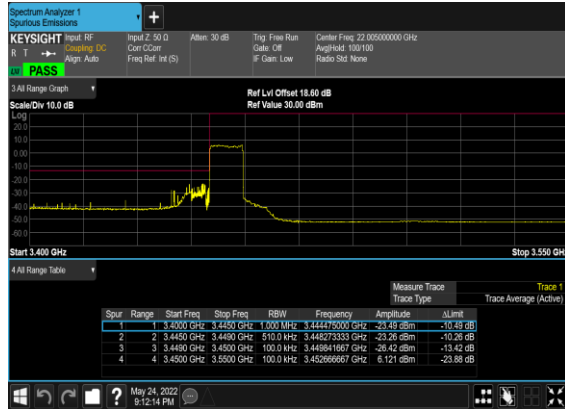 Spectrum Analyzer 1
Spurious Emissions
+
KEYSIGHT Input: RF Input Z: 50 Ω Atten: 30 dB Trig: Free Run Center Freq: 22.005000000 GHz
R T Coupling: DC Corr CCorr Gate: Off Avg|Hold: 100/100
Align: Auto Freq Ref: Int (S) IF Gain: Low Radio Std: None
PASS
3 All Range Graph
Ref Lvl Offset 18.60 dB
Scale/Div 10.0 dB Ref Value 30.00 dBm
Log
20.0
10.0
0.00
-10.0
-20.0
-30.0
-40.0
-50.0
-60.0
Start 3.400 GHz Stop 3.550 GHz
4 All Range Table
Measure Trace Trace 1
Trace Type Trace Average (Active)
Spur Range Start Freq Stop Freq RBW Frequency Amplitude ΔLimit
1 1 3.4000 GHz 3.4450 GHz 1.000 MHz 3.444475000 GHz -23.49 dBm -10.49 dB
2 2 3.4450 GHz 3.4490 GHz 510.0 kHz 3.448273333 GHz -23.26 dBm -10.26 dB
3 3 3.4490 GHz 3.4500 GHz 100.0 kHz 3.449841667 GHz -26.42 dBm -13.42 dB
4 4 3.4500 GHz 3.5500 GHz 100.0 kHz 3.452666667 GHz 6.121 dBm -23.88 dB
? May 24, 2022
9:12:14 PM